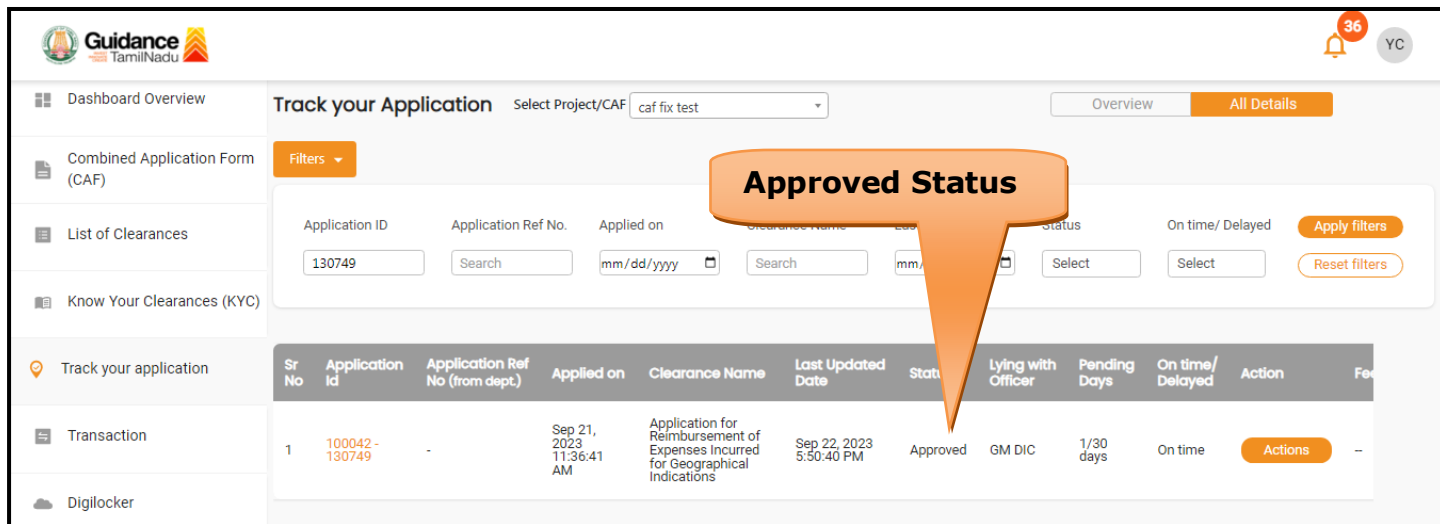 Guidance
TamilNadu
36
YC
Dashboard Overview
Track your Application
Select Project/CAF
caf fix test
Overview
All Details
Combined Application Form
(CAF)
Filters
Approved Status
List of Clearances
Application ID
Application Ref No.
Applied on
Clearance Name
Status
On time/ Delayed
Apply filters
130749
Search
mm/dd/yyyy
Search
mm/
Select
Select
Reset filters
Know Your Clearances (KYC)
Track your application
Sr
No
Application
Id
Application Ref
No (from dept.)
Applied on
Clearance Name
Last Updated
Date
Statu
Lying with
Officer
Pending
Days
On time/
Delayed
Action
Fee
Transaction
1
100042 -
130749
-
Sep 21,
2023
11:36:41
AM
Application for
Reimbursement of
Expenses Incurred
for Geographical
Indications
Sep 22, 2023
5:50:40 PM
Approved
GM DIC
1/30
days
On time
Actions
--
Digilocker